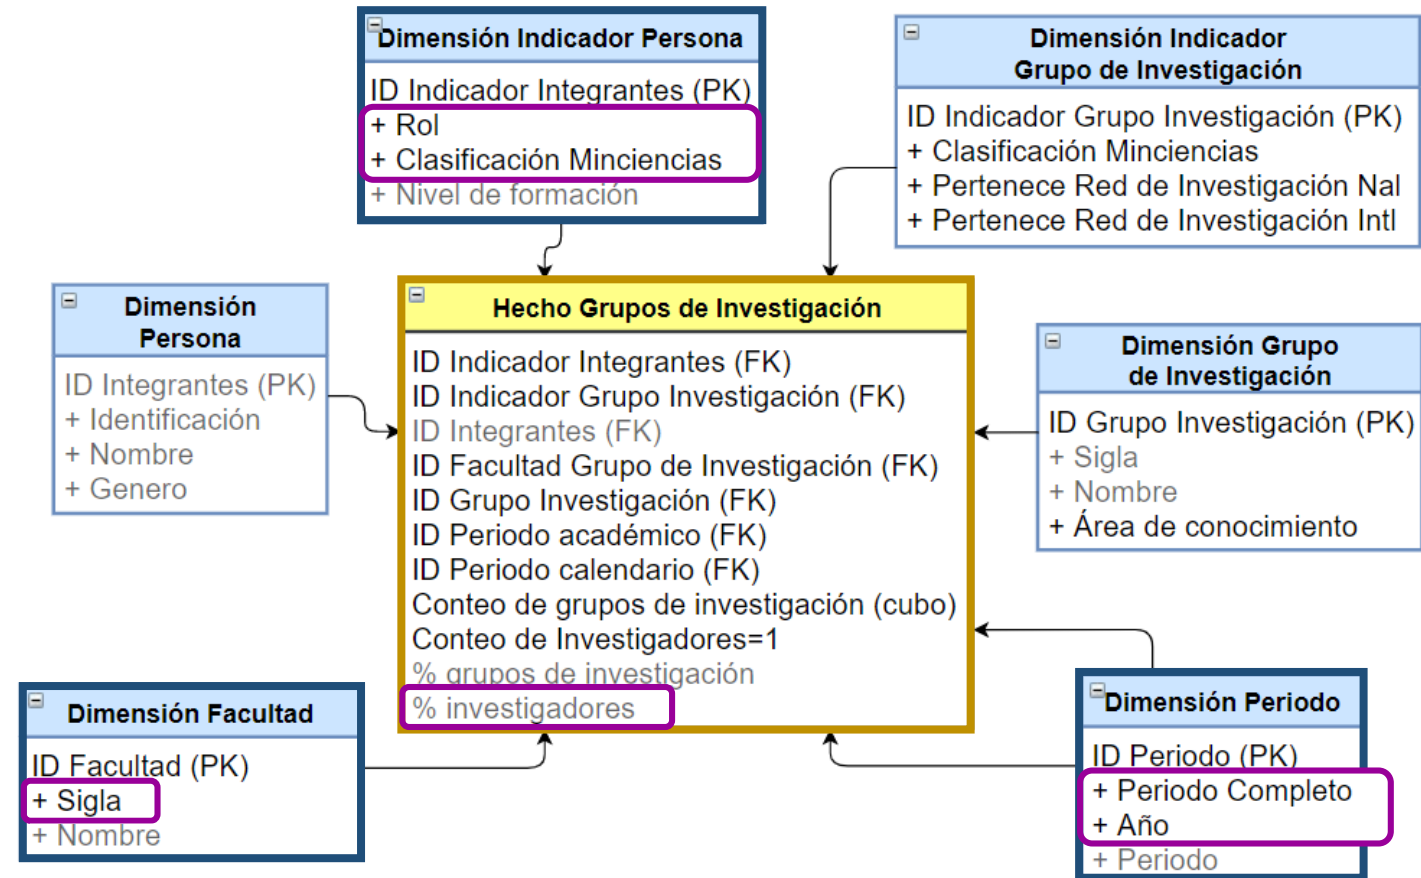 Dimensión Indicador Persona
ID Indicador Integrantes (PK)
+ Rol
+ Clasificación Minciencias
+ Nivel de formación
Dimensión Indicador
Grupo de Investigación
ID Indicador Grupo Investigación (PK)
+ Clasificación Minciencias
+ Pertenece Red de Investigación Nal
+ Pertenece Red de Investigación Intl
Dimensión
Persona
ID Integrantes (PK)
+ Identificación
+ Nombre
+ Genero
Hecho Grupos de Investigación
ID Indicador Integrantes (FK)
ID Indicador Grupo Investigación (FK)
ID Integrantes (FK)
ID Facultad Grupo de Investigación (FK)
ID Grupo Investigación (FK)
ID Periodo académico (FK)
ID Periodo calendario (FK)
Conteo de grupos de investigación (cubo)
Conteo de Investigadores=1
% grupos de investigación
% investigadores
Dimensión Grupo
de Investigación
ID Grupo Investigación (PK)
+ Sigla
+ Nombre
+ Área de conocimiento
Dimensión Facultad
ID Facultad (PK)
+ Sigla
+ Nombre
Dimensión Periodo
ID Periodo (PK)
+ Periodo Completo
+ Año
+ Periodo